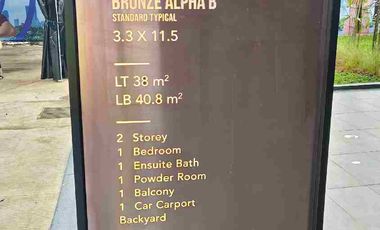 BRONZE ALPHA B
STANDARD TYPICAL
3.3 X 11.5
LT 38 m²
LB 40.8 m²
2 Storey
1 Bedroom
1 Ensuite Bath
1 Powder Room
1 Balcony
1 Car Carport
Backyard